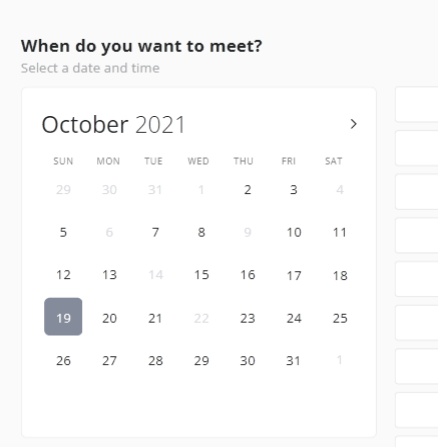 When do you want to meet?
Select a date and time
October 2021
SUN MON TUE WED THU FRI SAT
29 30 31 1 2 3 4
5 6 7 8 9 10 11
12 13 14 15 16 17 18
19 20 21 22 23 24 25
26 27 28 29 30 31 1